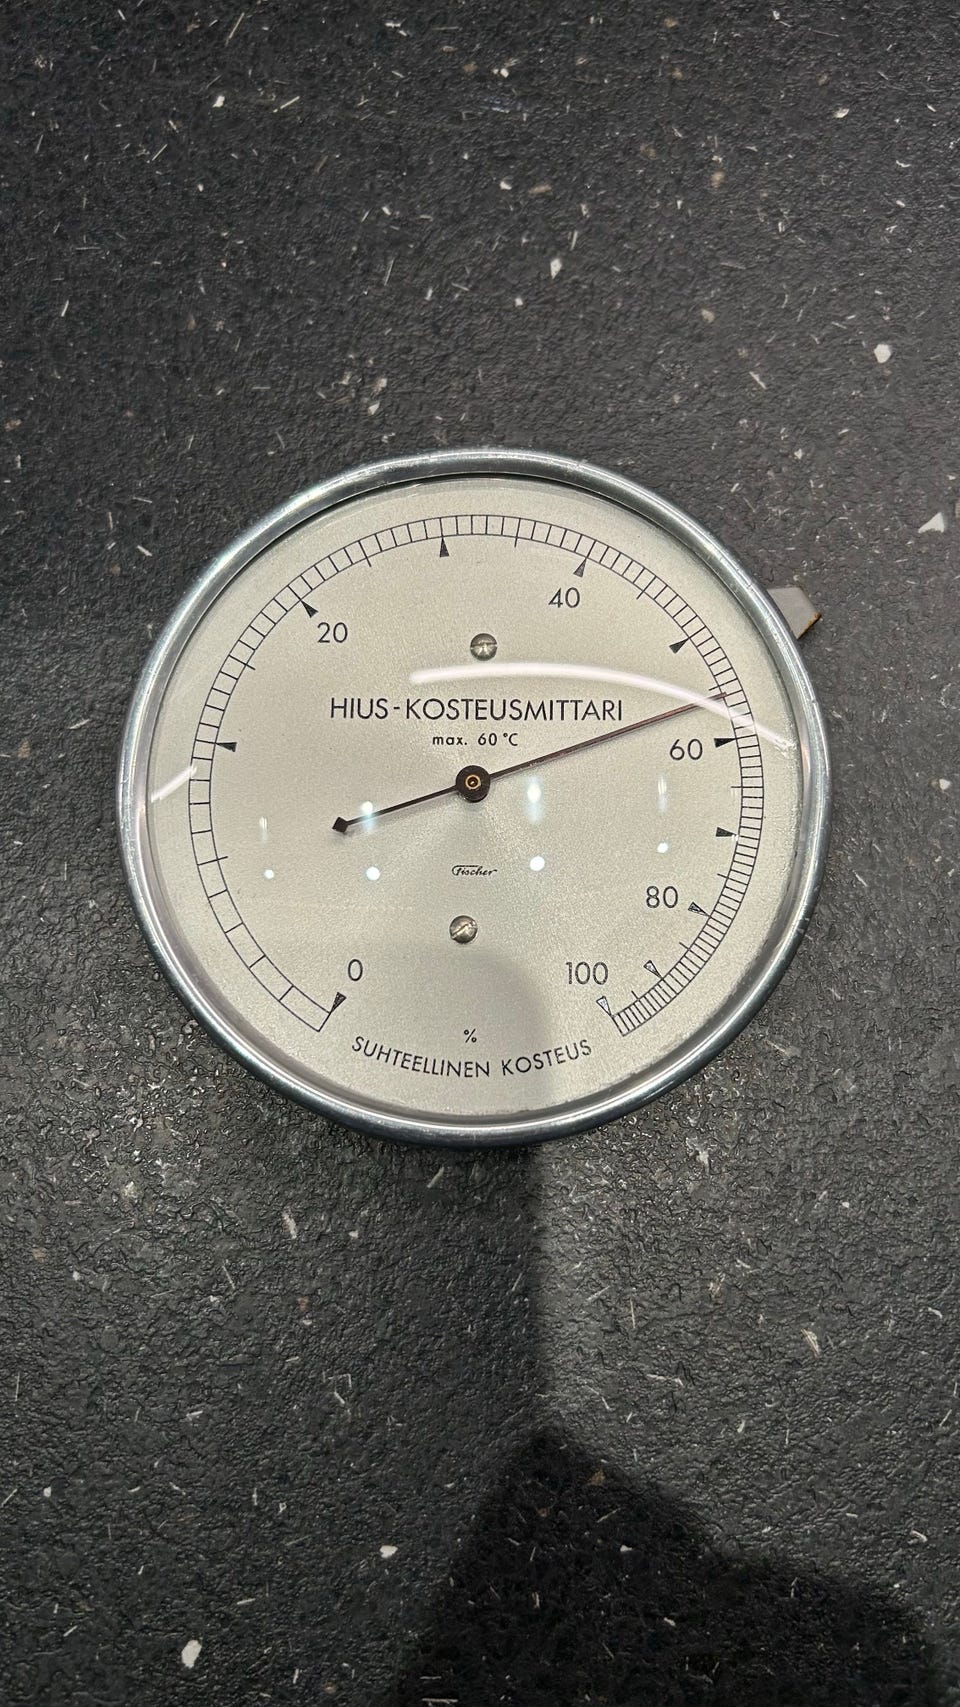 20
40
HIUS-KOSTEUSMITTARI
max. 60 °C
60
Fischer
80
0
100
%
SUHTEELLINEN KOSTEUS